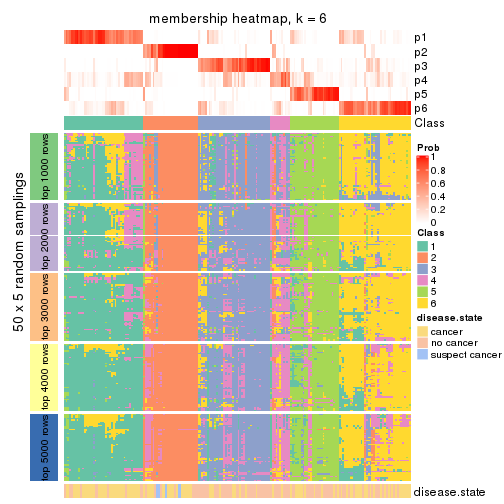 membership heatmap, k = 6
p1
p2
p3
p4
p5
p6
Class
50 x 5 random samplings
top 1000 rows
top 2000 rows
top 3000 rows
top 4000 rows
top 5000 rows
Prob
1
0.8
0.6
0.4
0.2
0
Class
1
2
3
4
5
6
disease.state
cancer
no cancer
suspect cancer
disease.state